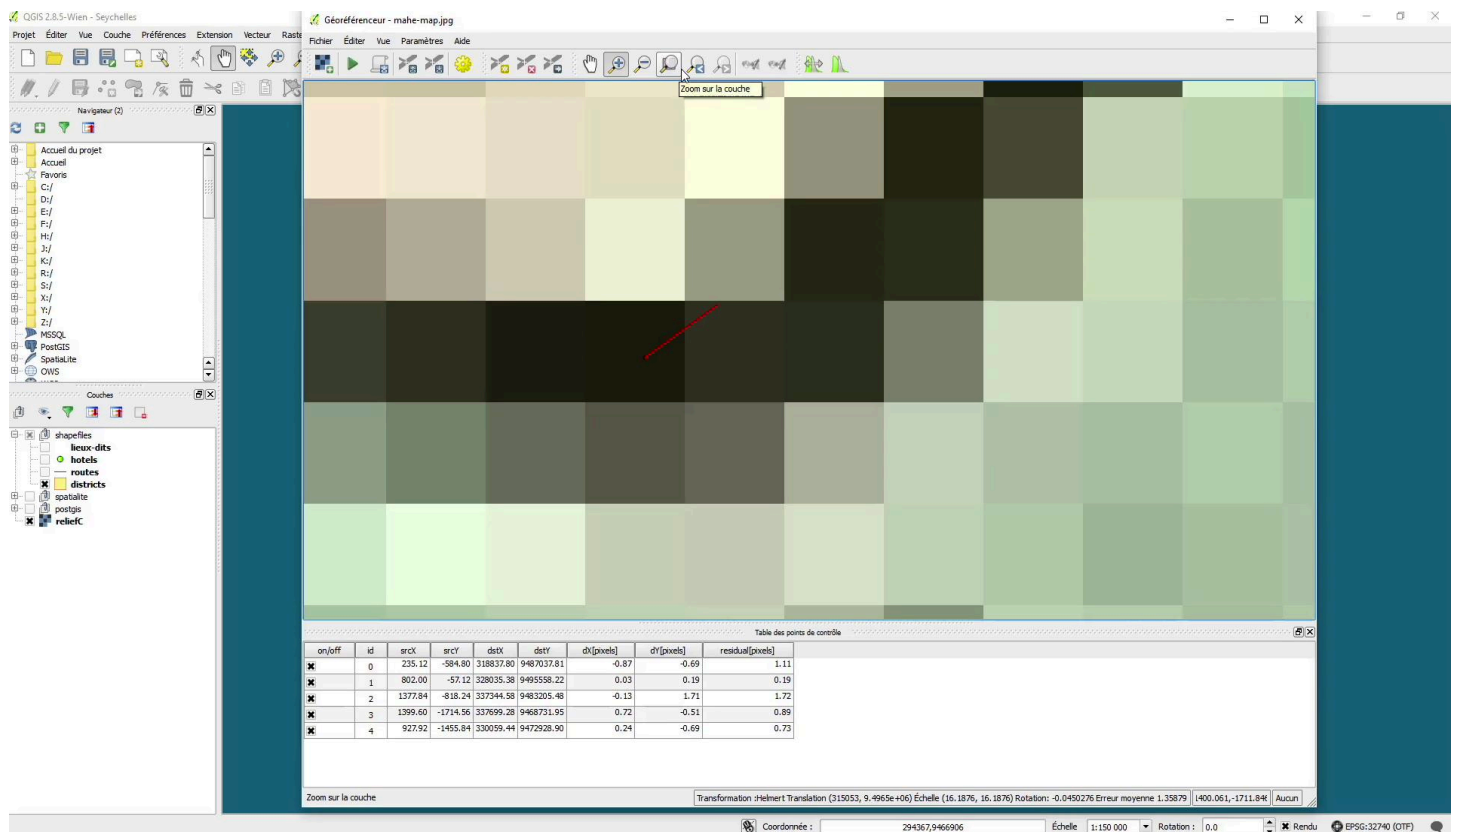 QGIS 2.8.5-Wien - Seychelles
Projet Éditer Vue Couche Préférences Extension Vecteur Raste
Géoréférenceur - mahe-map.jpg
Fichier Éditer Vue Paramètres Aide
Zoom sur la couche
Navigateur (2)
Accueil du projet
Accueil
Favoris
C:/
D:/
E:/
F:/
H:/
J:/
K:/
R:/
S:/
X:/
Y:/
Z:/
MSSQL
PostGIS
SpatiaLite
OWS
Couches
shapefiles
lieux-dits
hotels
routes
districts
spatialite
postgis
reliefC
Table des points de contrôle
on/off id srcX srcY dstX dstY dX[pixels] dY[pixels] residual[pixels]
0 235.12 -584.80 318837.80 9487037.81 -0.87 -0.69 1.11
1 802.00 -57.12 328035.38 9495558.22 0.03 0.19 0.19
2 1377.84 -818.24 337344.58 9483205.48 -0.13 1.71 1.72
3 1399.60 -1714.56 337699.28 9468731.95 0.72 -0.51 0.89
4 927.92 -1455.84 330059.44 9472928.90 0.24 -0.69 0.73
Zoom sur la couche
Transformation :Helmert Translation (315053, 9.4965e+06) Échelle (16.1876, 16.1876) Rotation: -0.0450276 Erreur moyenne 1.35879 1400.061,-1711.846 Aucun
Coordonnée : 294367,9466906 Échelle 1:150 000 Rotation : 0.0 Rendu EPSG:32740 (OTF)